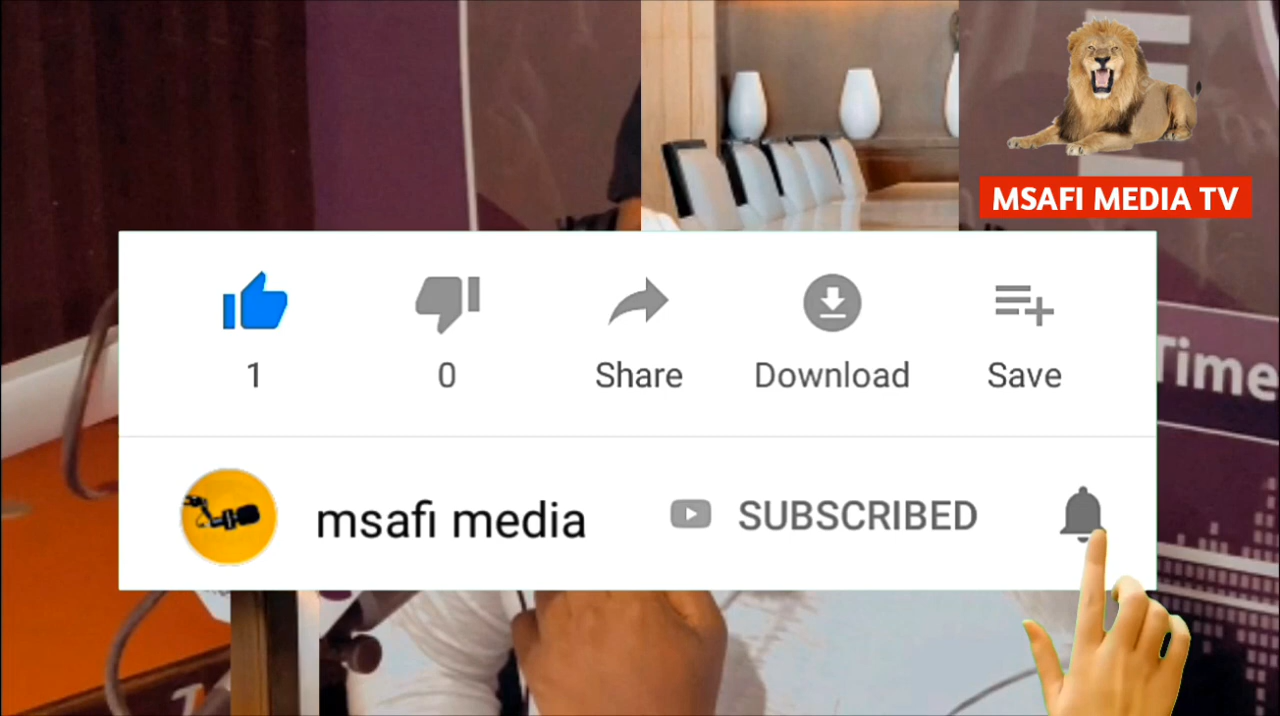 MSAFI MEDIA TV
1
0
Share
Download
Save
msafi media
SUBSCRIBED
Time